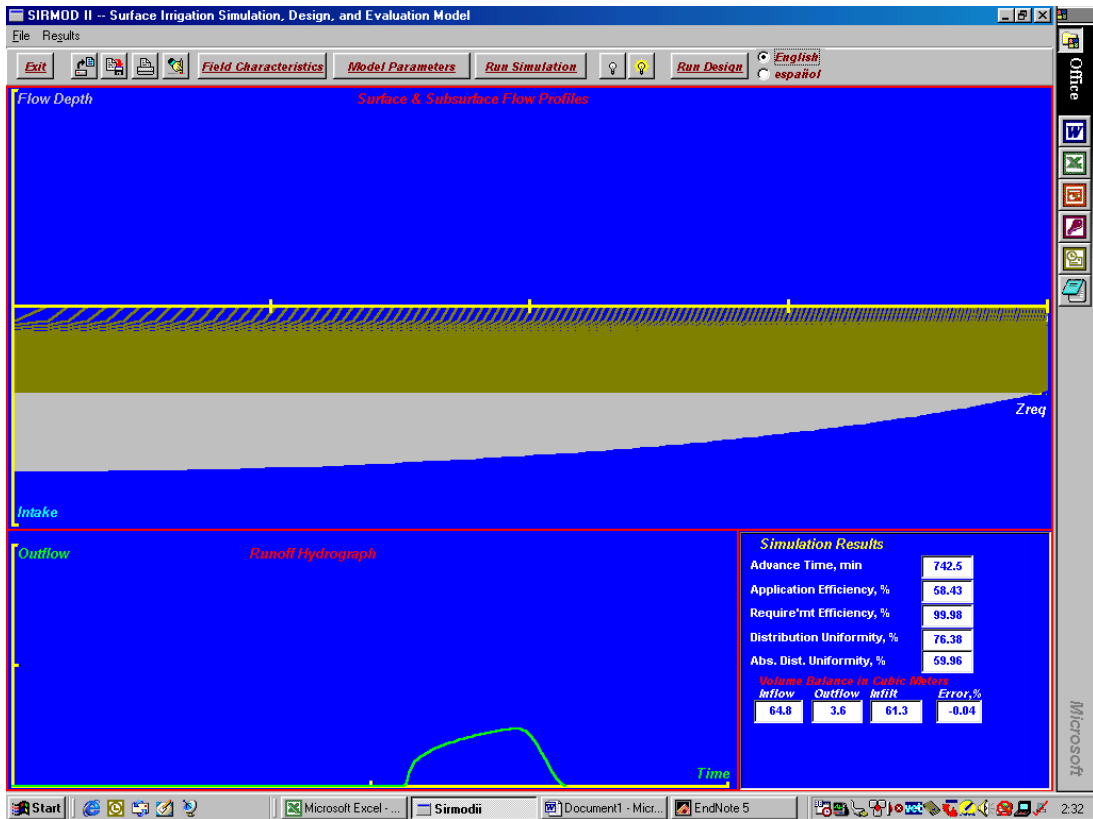 SIRMOD II -- Surface Irrigation Simulation, Design, and Evaluation Model
File Results
Exit Field Characteristics Model Parameters Run Simulation Run Design English
español
Office
Flow Depth Surface & Subsurface Flow Profiles
Zreq
Intake
Outflow Runoff Hydrograph
Time
Simulation Results
Advance Time, min 742.5
Application Efficiency, % 58.43
Require'mt Efficiency, % 99.98
Distribution Uniformity, % 76.38
Abs. Dist. Uniformity, % 59.96
Volume Balance in Cubic Meters
Inflow Outflow Infilt Error,%
64.8 3.6 61.3 -0.04
Microsoft
Start Microsoft Excel - ... Sirmodii Document1 - Micr... EndNote 5 2:32